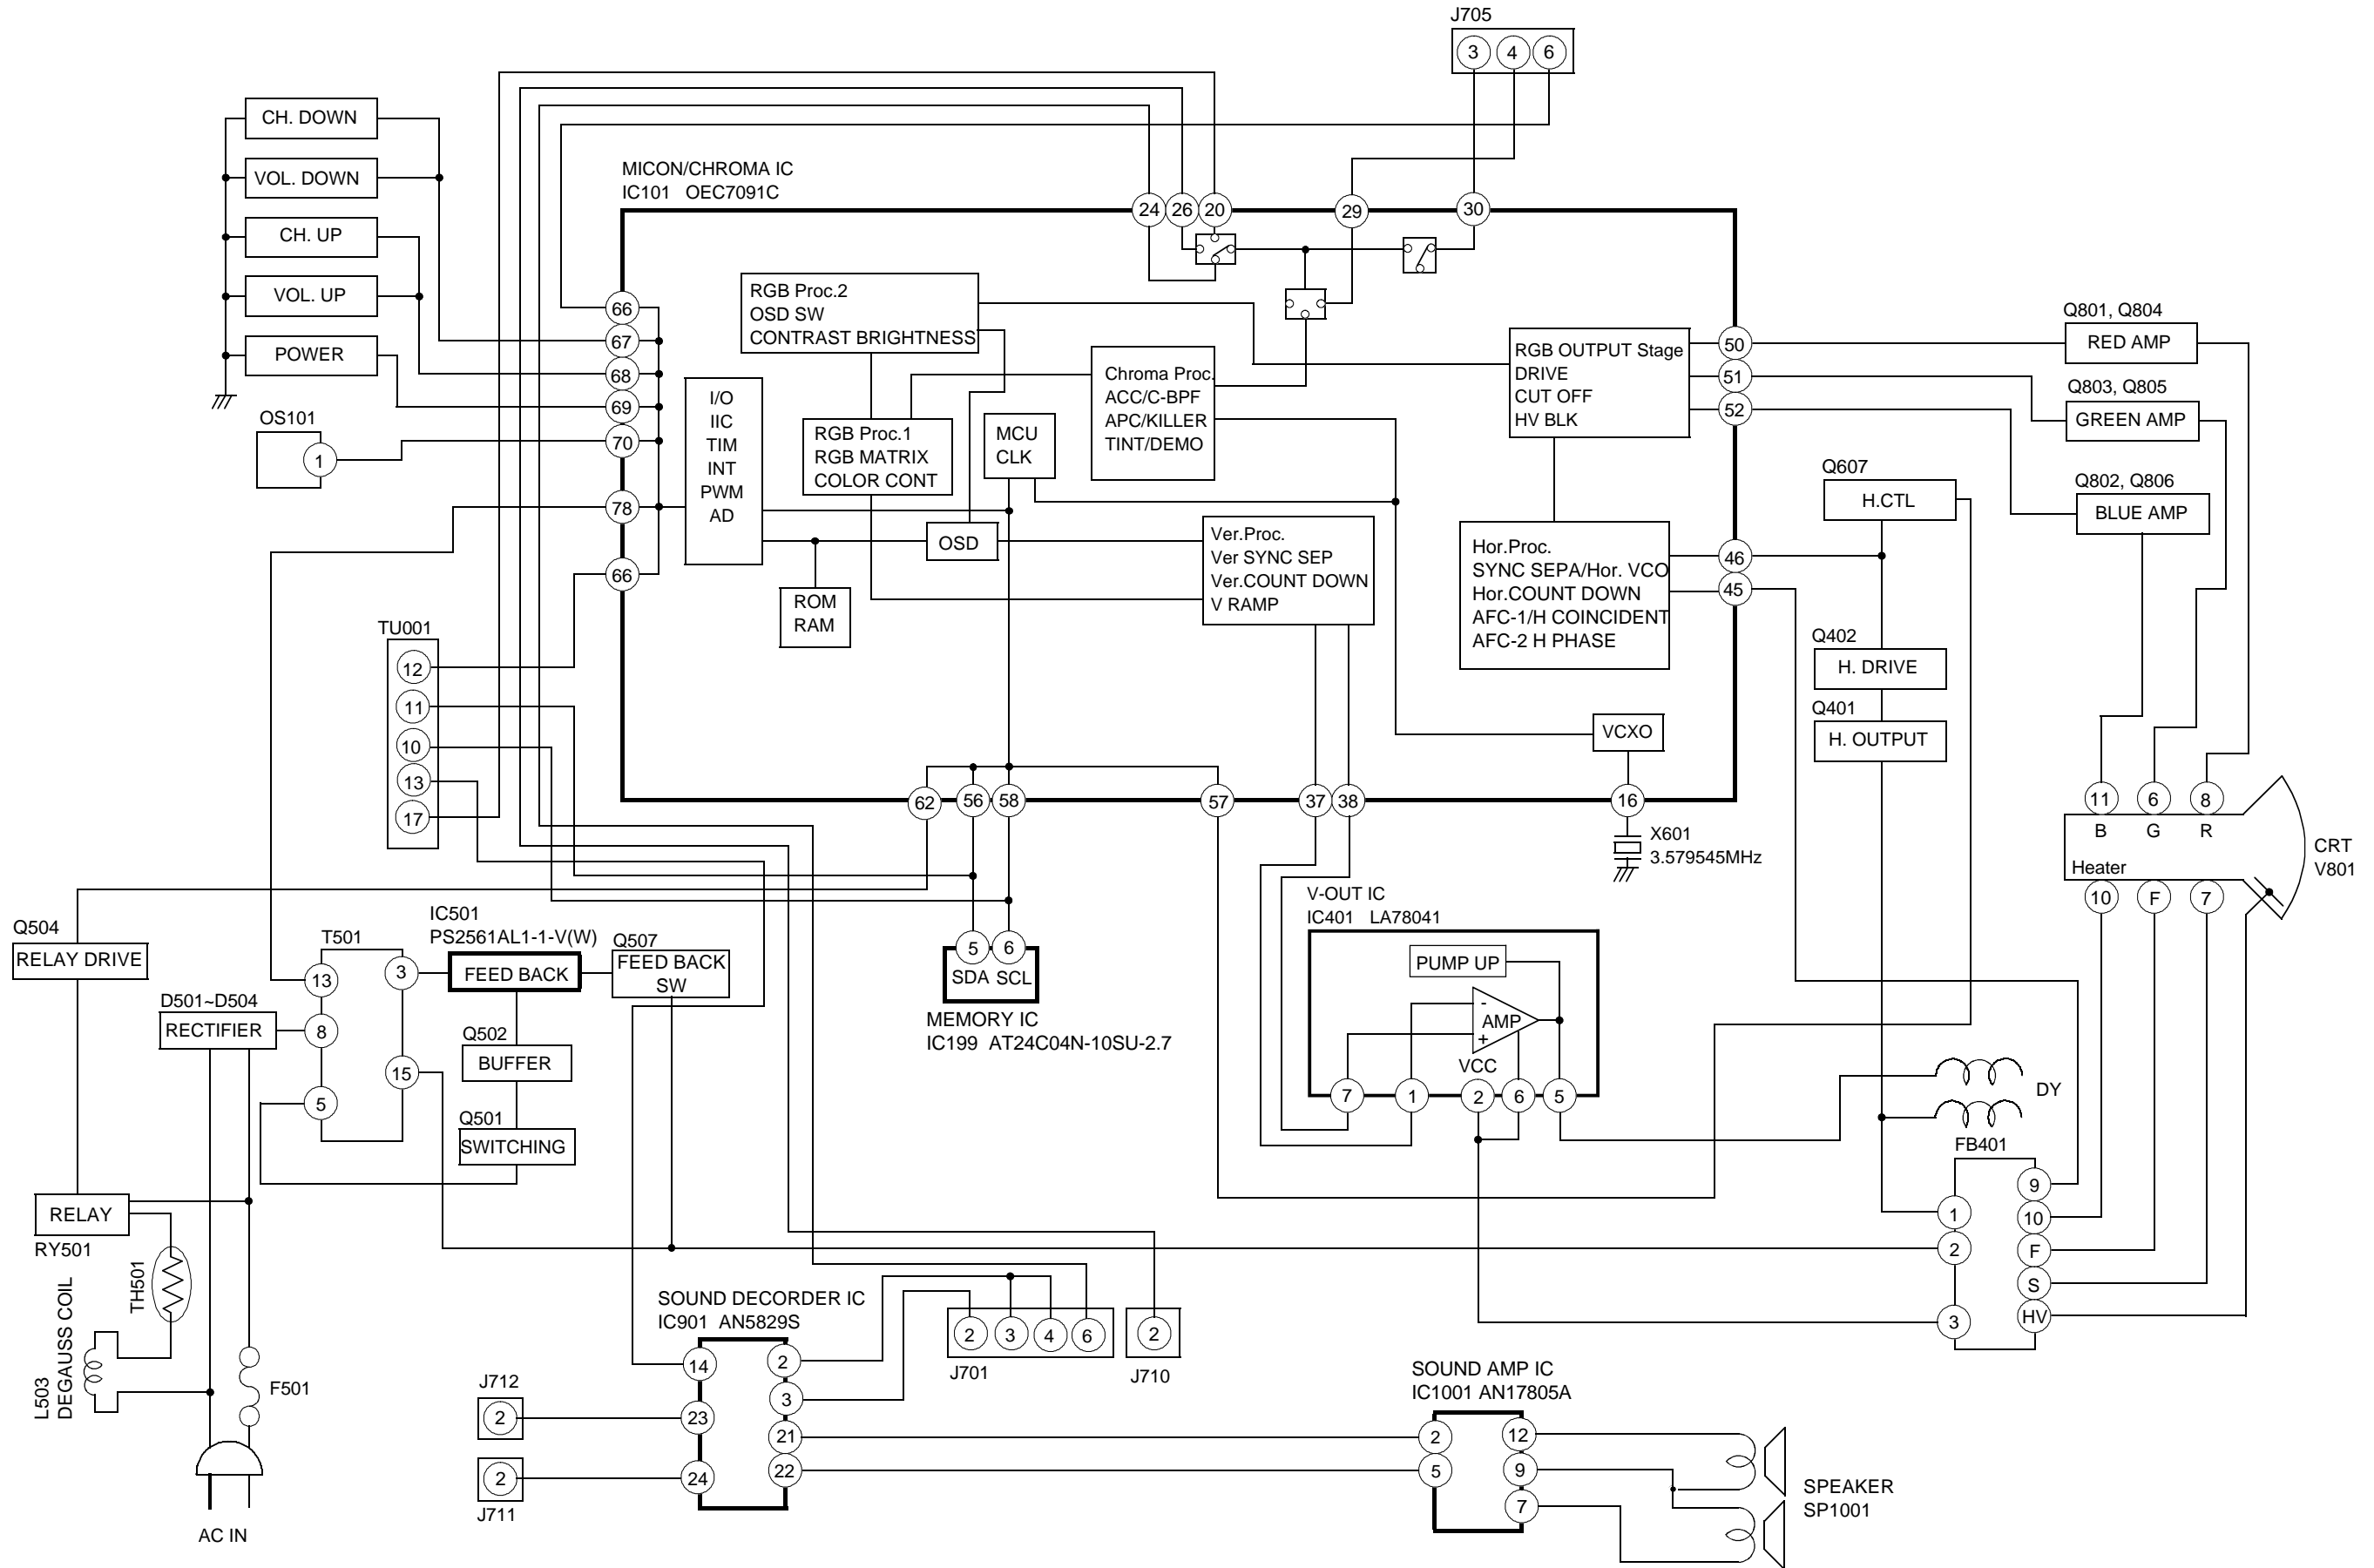 J705
3 4 6
CH. DOWN
VOL. DOWN
CH. UP
VOL. UP
POWER
OS101
1
MICON/CHROMA IC
IC101 OEC7091C
24 26 20 29 30
66
67
68
69
70
78
66
I/O
IIC
TIM
INT
PWM
AD
RGB Proc.2
OSD SW
CONTRAST BRIGHTNESS
RGB Proc.1
RGB MATRIX
COLOR CONT
MCU
CLK
Chroma Proc.
ACC/C-BPF
APC/KILLER
TINT/DEMO
OSD
ROM
RAM
Ver.Proc.
Ver SYNC SEP
Ver.COUNT DOWN
V RAMP
RGB OUTPUT Stage
DRIVE
CUT OFF
HV BLK
Hor.Proc.
SYNC SEPA/Hor. VCO
Hor.COUNT DOWN
AFC-1/H COINCIDENT
AFC-2 H PHASE
VCXO
50
51
52
46
45
62 56 58 57 37 38 16
X601
3.579545MHz
Q801, Q804
RED AMP
Q803, Q805
GREEN AMP
Q802, Q806
BLUE AMP
Q607
H.CTL
Q402
H. DRIVE
Q401
H. OUTPUT
11 6 8
B G R
Heater
10 F 7
CRT
V801
TU001
12
11
10
13
17
Q504
RELAY DRIVE
T501
13
8
5
3
15
IC501
PS2561AL1-1-V(W)
FEED BACK
Q507
FEED BACK
SW
D501~D504
RECTIFIER
Q502
BUFFER
Q501
SWITCHING
5 6
SDA SCL
MEMORY IC
IC199 AT24C04N-10SU-2.7
V-OUT IC
IC401 LA78041
PUMP UP
-
AMP
+
VCC
7 1 2 6 5
DY
FB401
1
2
3
9
10
F
S
HV
RELAY
RY501
TH501
L503
DEGAUSS COIL
F501
AC IN
SOUND DECORDER IC
IC901 AN5829S
14
23
24
2
3
21
22
J712
2
2
J711
2 3 4 6
J701
2
J710
SOUND AMP IC
IC1001 AN17805A
2
5
12
9
7
SPEAKER
SP1001